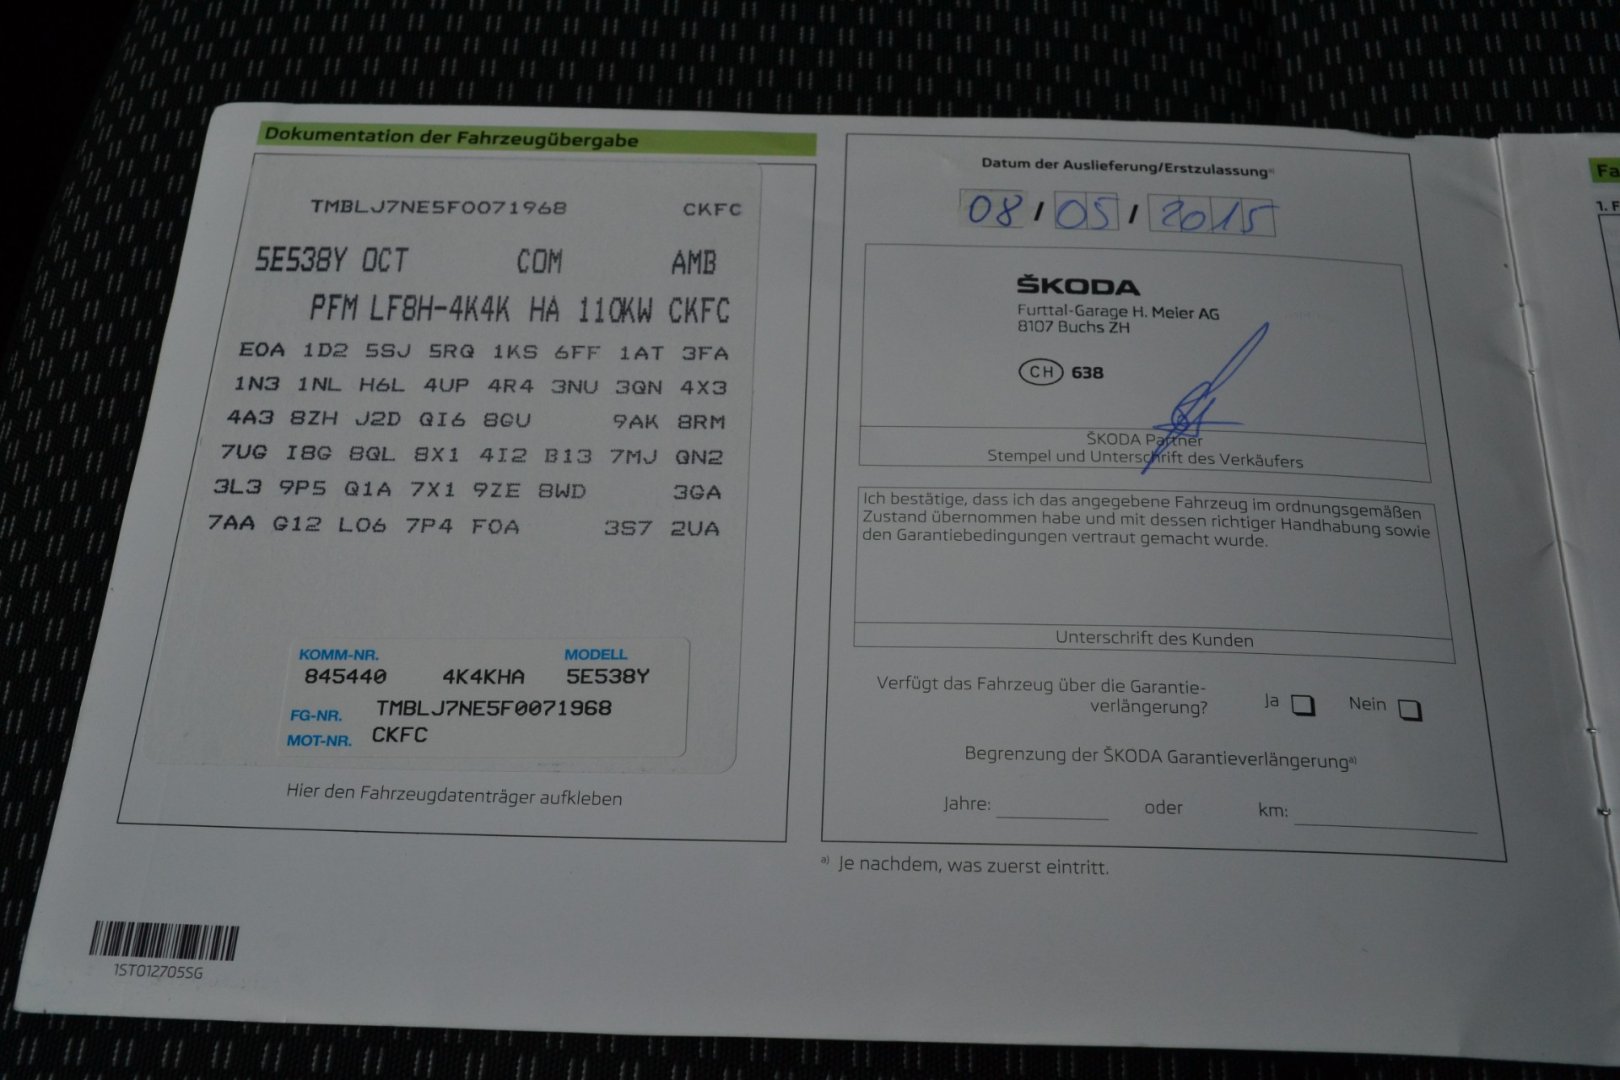 Dokumentation der Fahrzeugübergabe
TMBLJ7NE5F0071968 CKFC
5E538Y OCT COM AMB
PFM LF8H-4K4K HA 110KW CKFC
E0A 1D2 5SJ 5RQ 1KS 6FF 1AT 3FA
1N3 1NL H6L 4UP 4R4 3NU 3QN 4X3
4A3 8ZH J2D QI6 8GU 9AK 8RM
7UG I8G 8QL 8X1 4I2 B13 7MJ QN2
3L3 9P5 Q1A 7X1 9ZE 8WD 3GA
7AA G12 L06 7P4 F0A 3S7 2UA
KOMM-NR. MODELL
845440 4K4KHA 5E538Y
FG-NR. TMBLJ7NE5F0071968
MOT-NR. CKFC
Hier den Fahrzeugdatenträger aufkleben
1ST012705SG
Datum der Auslieferung/Erstzulassung a)
08/05/2015
ŠKODA
Furttal-Garage H. Meier AG
8107 Buchs ZH
CH 638
ŠKODA Partner
Stempel und Unterschrift des Verkäufers
Ich bestätige, dass ich das angegebene Fahrzeug im ordnungsgemäßen
Zustand übernommen habe und mit dessen richtiger Handhabung sowie
den Garantiebedingungen vertraut gemacht wurde.
Unterschrift des Kunden
Verfügt das Fahrzeug über die Garantie-
verlängerung? Ja Nein
Begrenzung der ŠKODA Garantieverlängerung a)
Jahre: oder km:
a) Je nachdem, was zuerst eintritt.
Fa
1. F